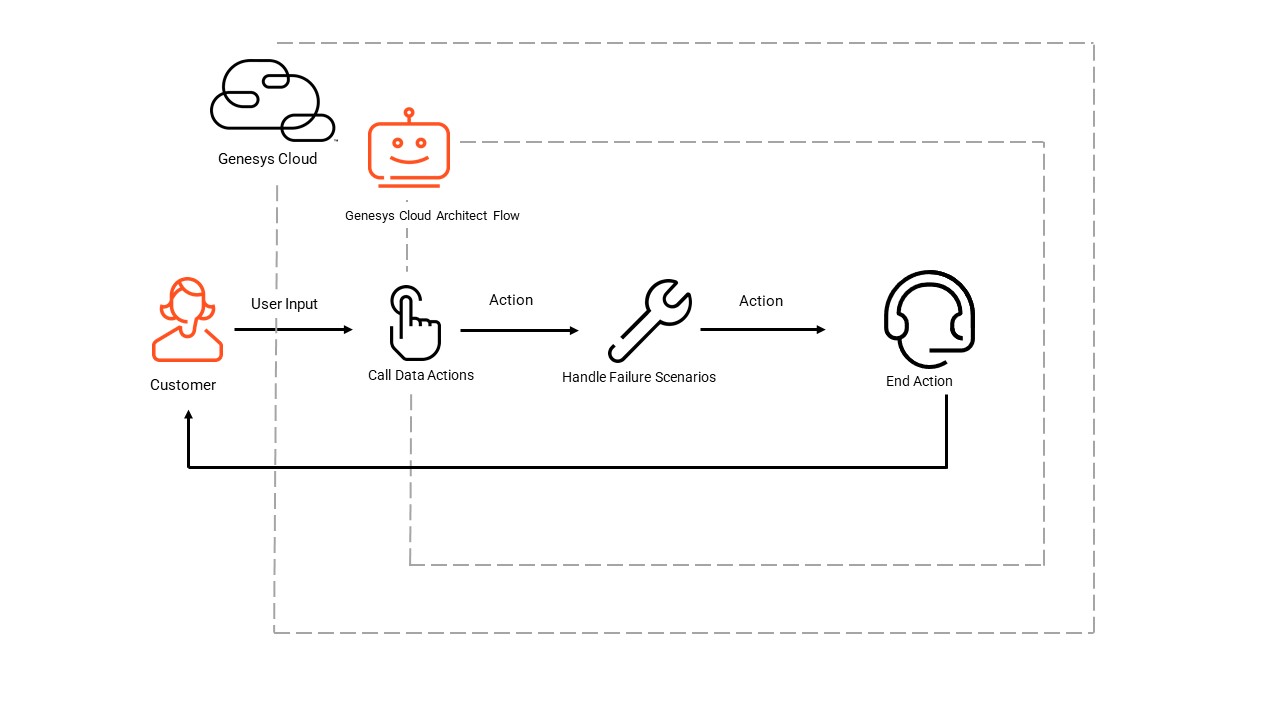 Genesys Cloud
Genesys Cloud Architect Flow
User Input
Action
Action
Customer
Call Data Actions
Handle Failure Scenarios
End Action